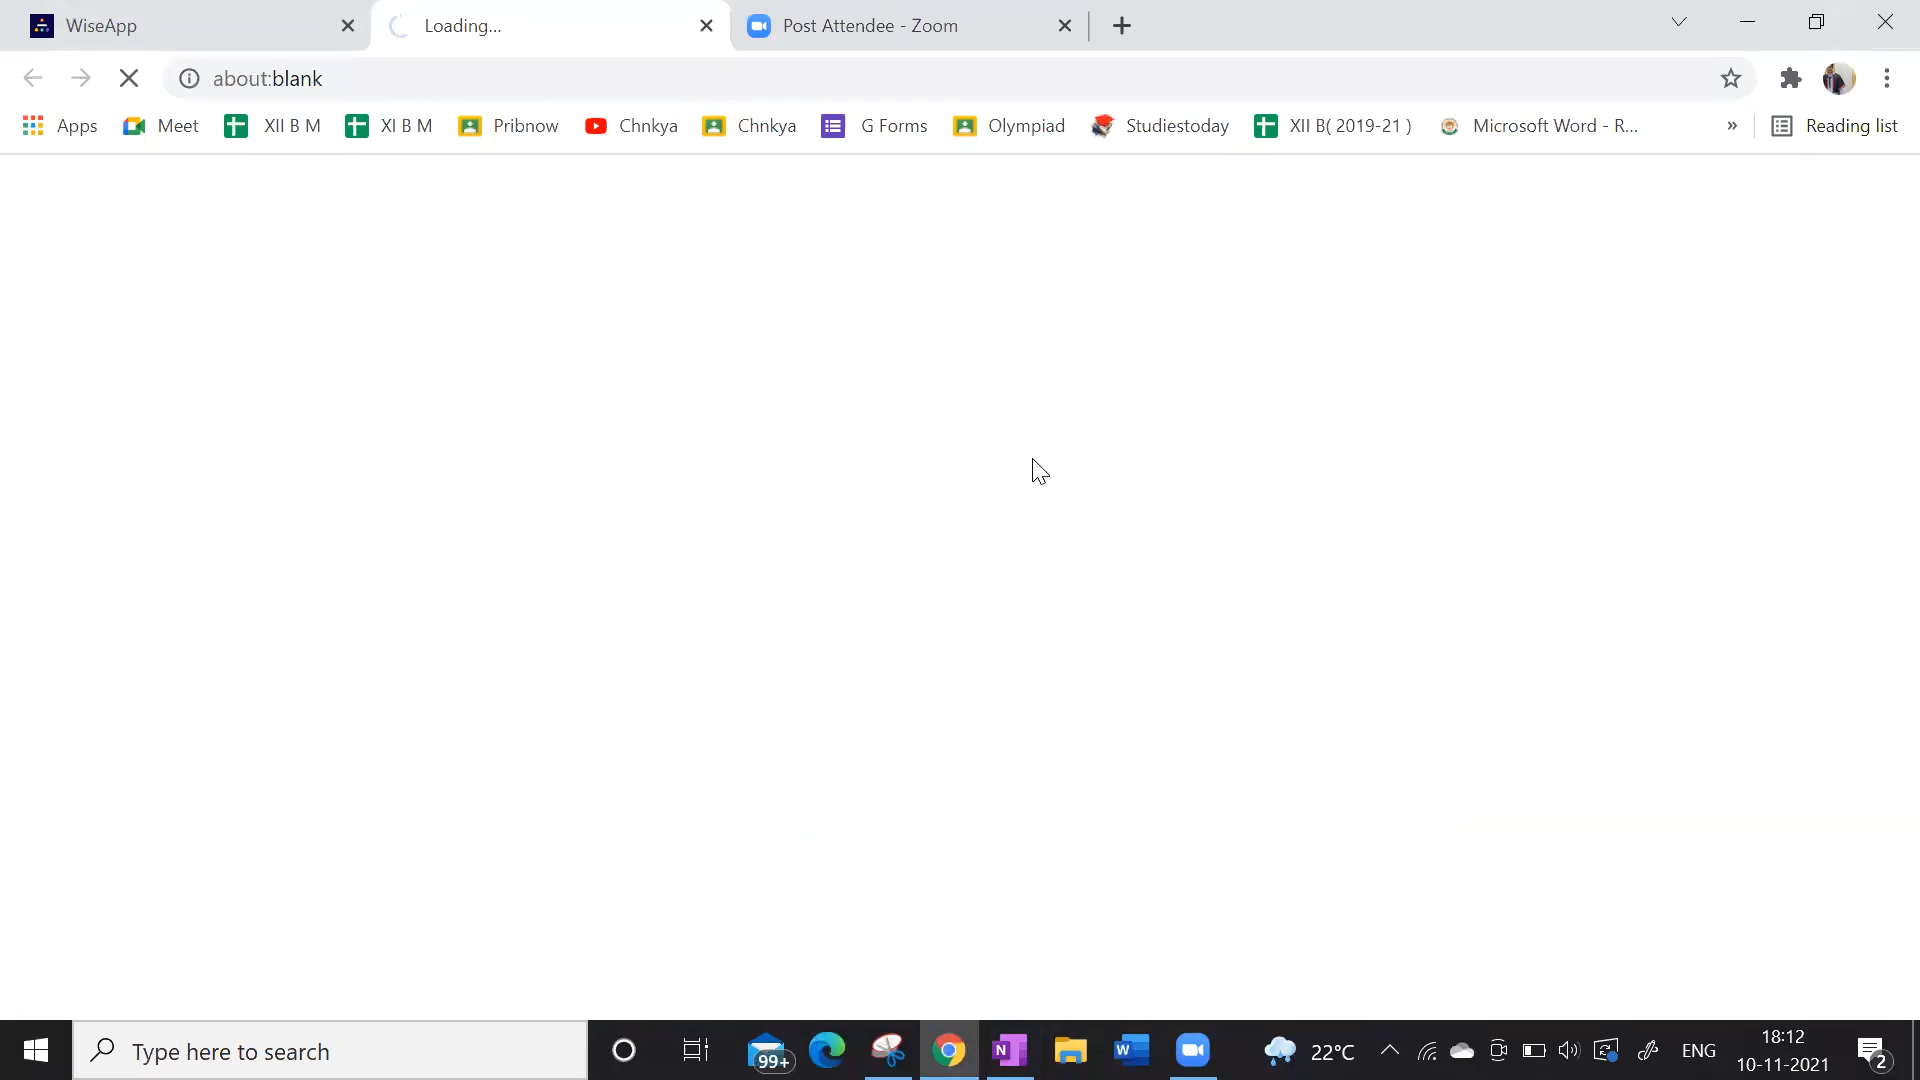 WiseApp
Loading...
Post Attendee - Zoom
about:blank
Apps
Meet
XII B M
XI B M
Pribnow
Chnkya
Chnkya
G Forms
Olympiad
Studiestoday
XII B( 2019-21 )
Microsoft Word - R...
»
Reading list
Type here to search
99+
N
W
22°C
ENG
18:12
10-11-2021
2